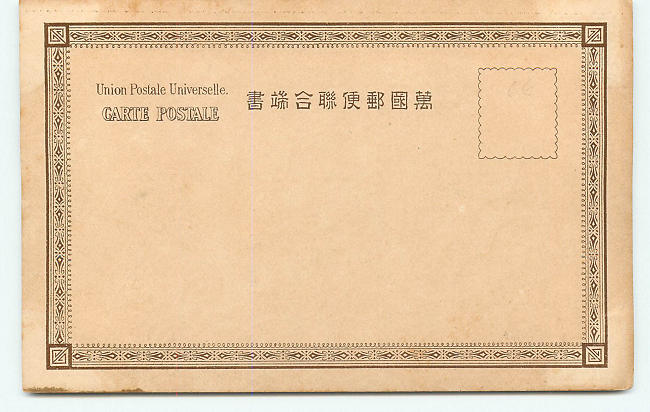 Union Postale Universelle.
CARTE POSTALE
萬國郵便聯合端書